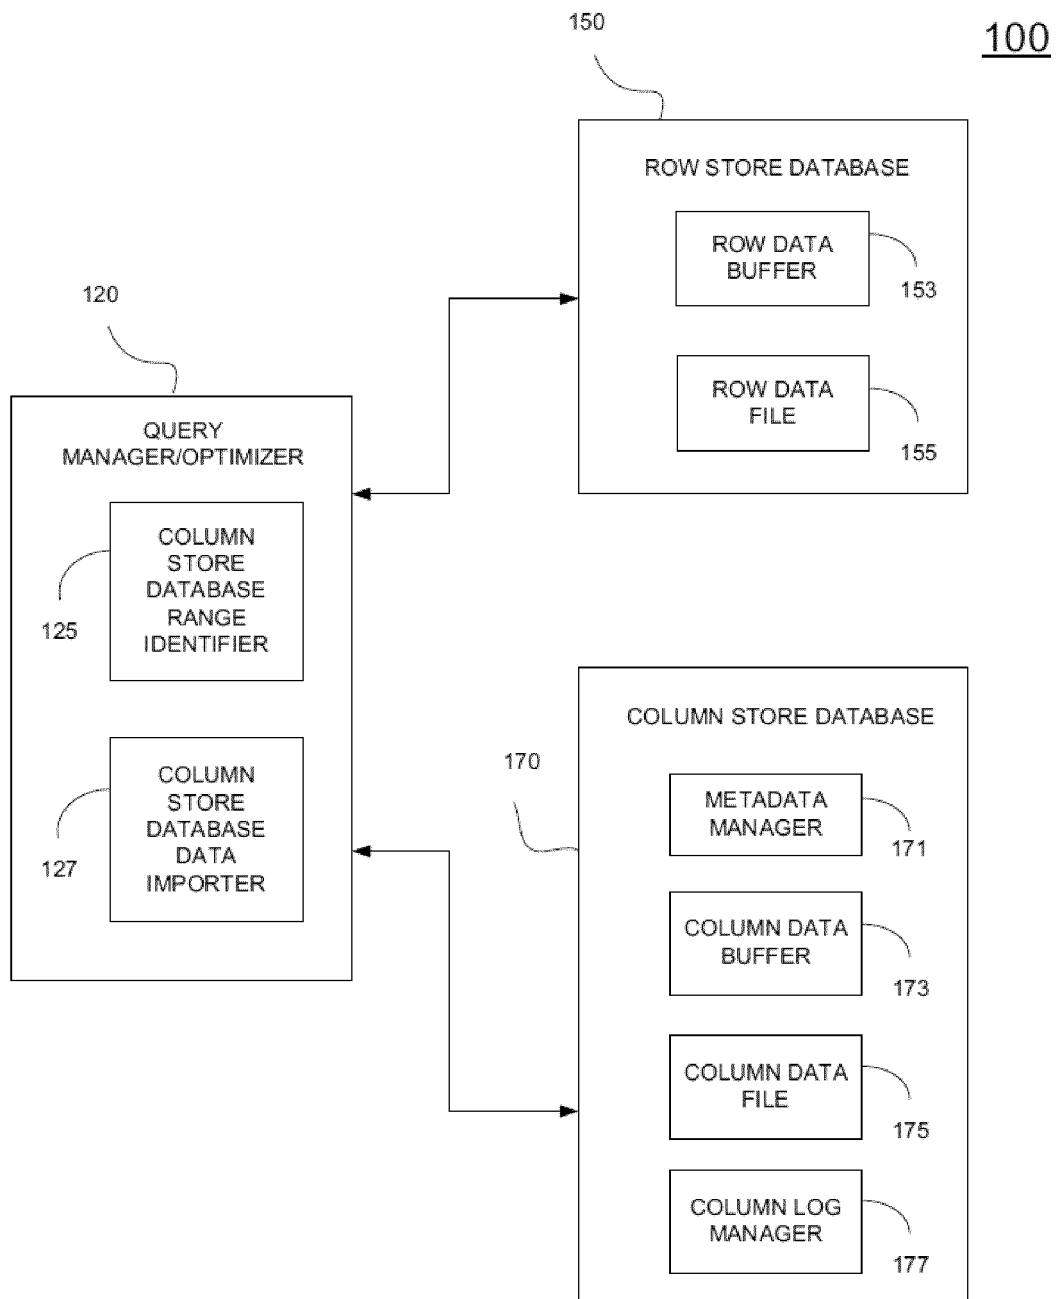 100
150
ROW STORE DATABASE
ROW DATA
BUFFER
153
ROW DATA
FILE
155
120
QUERY
MANAGER/OPTIMIZER
COLUMN
STORE
DATABASE
RANGE
IDENTIFIER
125
COLUMN
STORE
DATABASE
DATA
IMPORTER
127
170
COLUMN STORE DATABASE
METADATA
MANAGER
171
COLUMN DATA
BUFFER
173
COLUMN DATA
FILE
175
COLUMN LOG
MANAGER
177